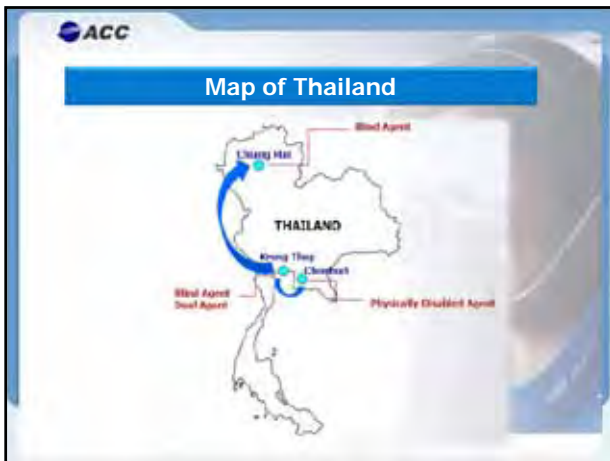 ACC
Map of Thailand
Blind Agent
Chiang Mai
THAILAND
Krung Thep
Chonburi
Blind Agent
Deaf Agent
Physically Disabled Agent